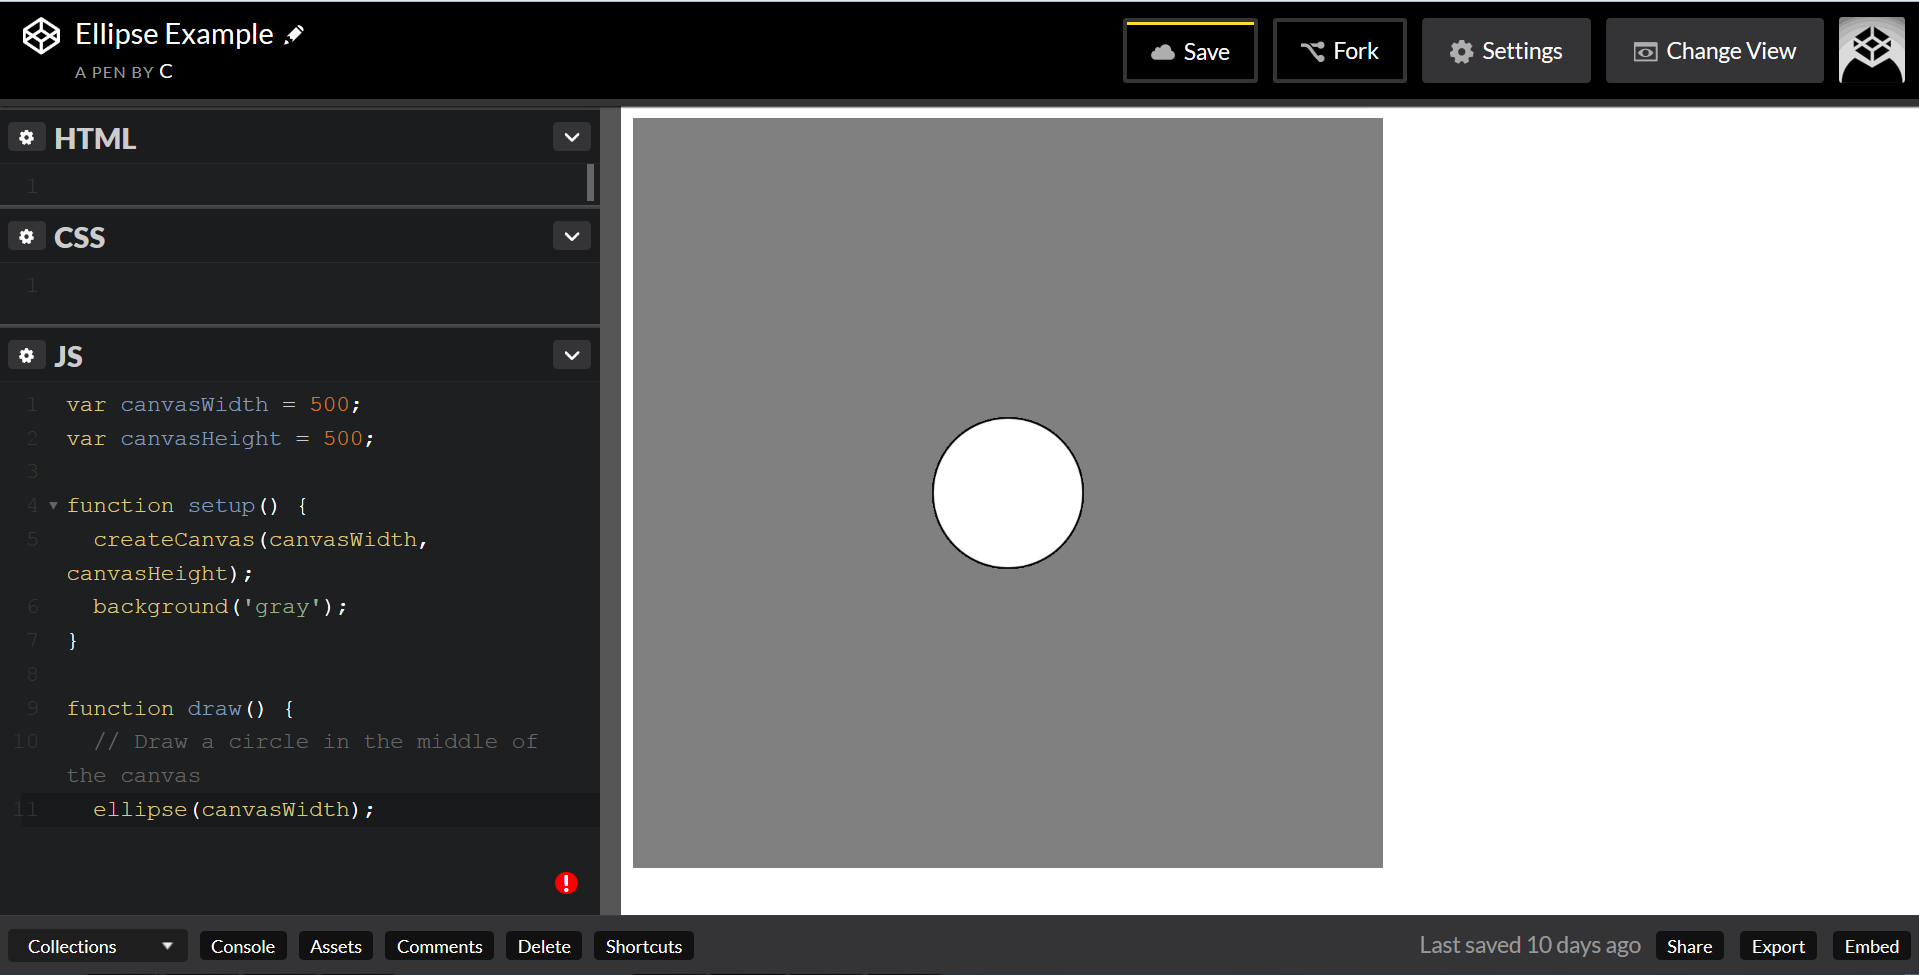 Ellipse Example
A PEN BY C
Save
Fork
Settings
Change View
HTML
1
CSS
1
JS
1 var canvasWidth = 500;
2 var canvasHeight = 500;
3
4 function setup() {
5 createCanvas(canvasWidth,
canvasHeight);
6 background('gray');
7 }
8
9 function draw() {
10 // Draw a circle in the middle of
the canvas
11 ellipse(canvasWidth);
Collections
Console
Assets
Comments
Delete
Shortcuts
Last saved 10 days ago
Share
Export
Embed